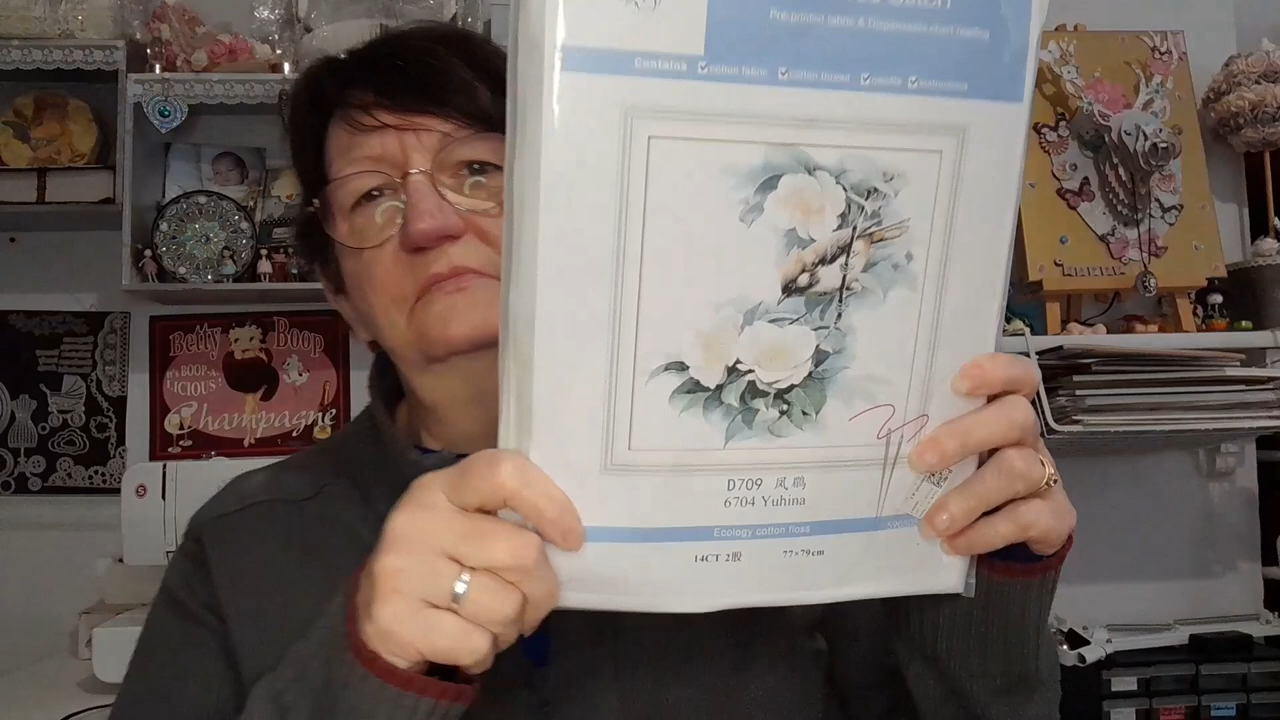 Pre-printed fabric & Dispensable chart reading
Contains ✓cotton fabric ✓cotton thread ✓needle ✓instructions
Betty Boop
IT'S BOOP-A-
LICIOUS!
Champagne
D709 凤鹛
6704 Yuhina
Ecology cotton floss
14CT 2股 77×79cm